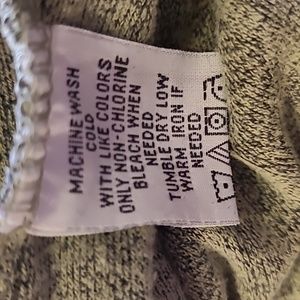 MACHINE WASH
COLD
WITH LIKE COLORS
ONLY NON-CHLORINE
BLEACH WHEN
NEEDED
TUMBLE DRY LOW
WARM IRON IF
NEEDED